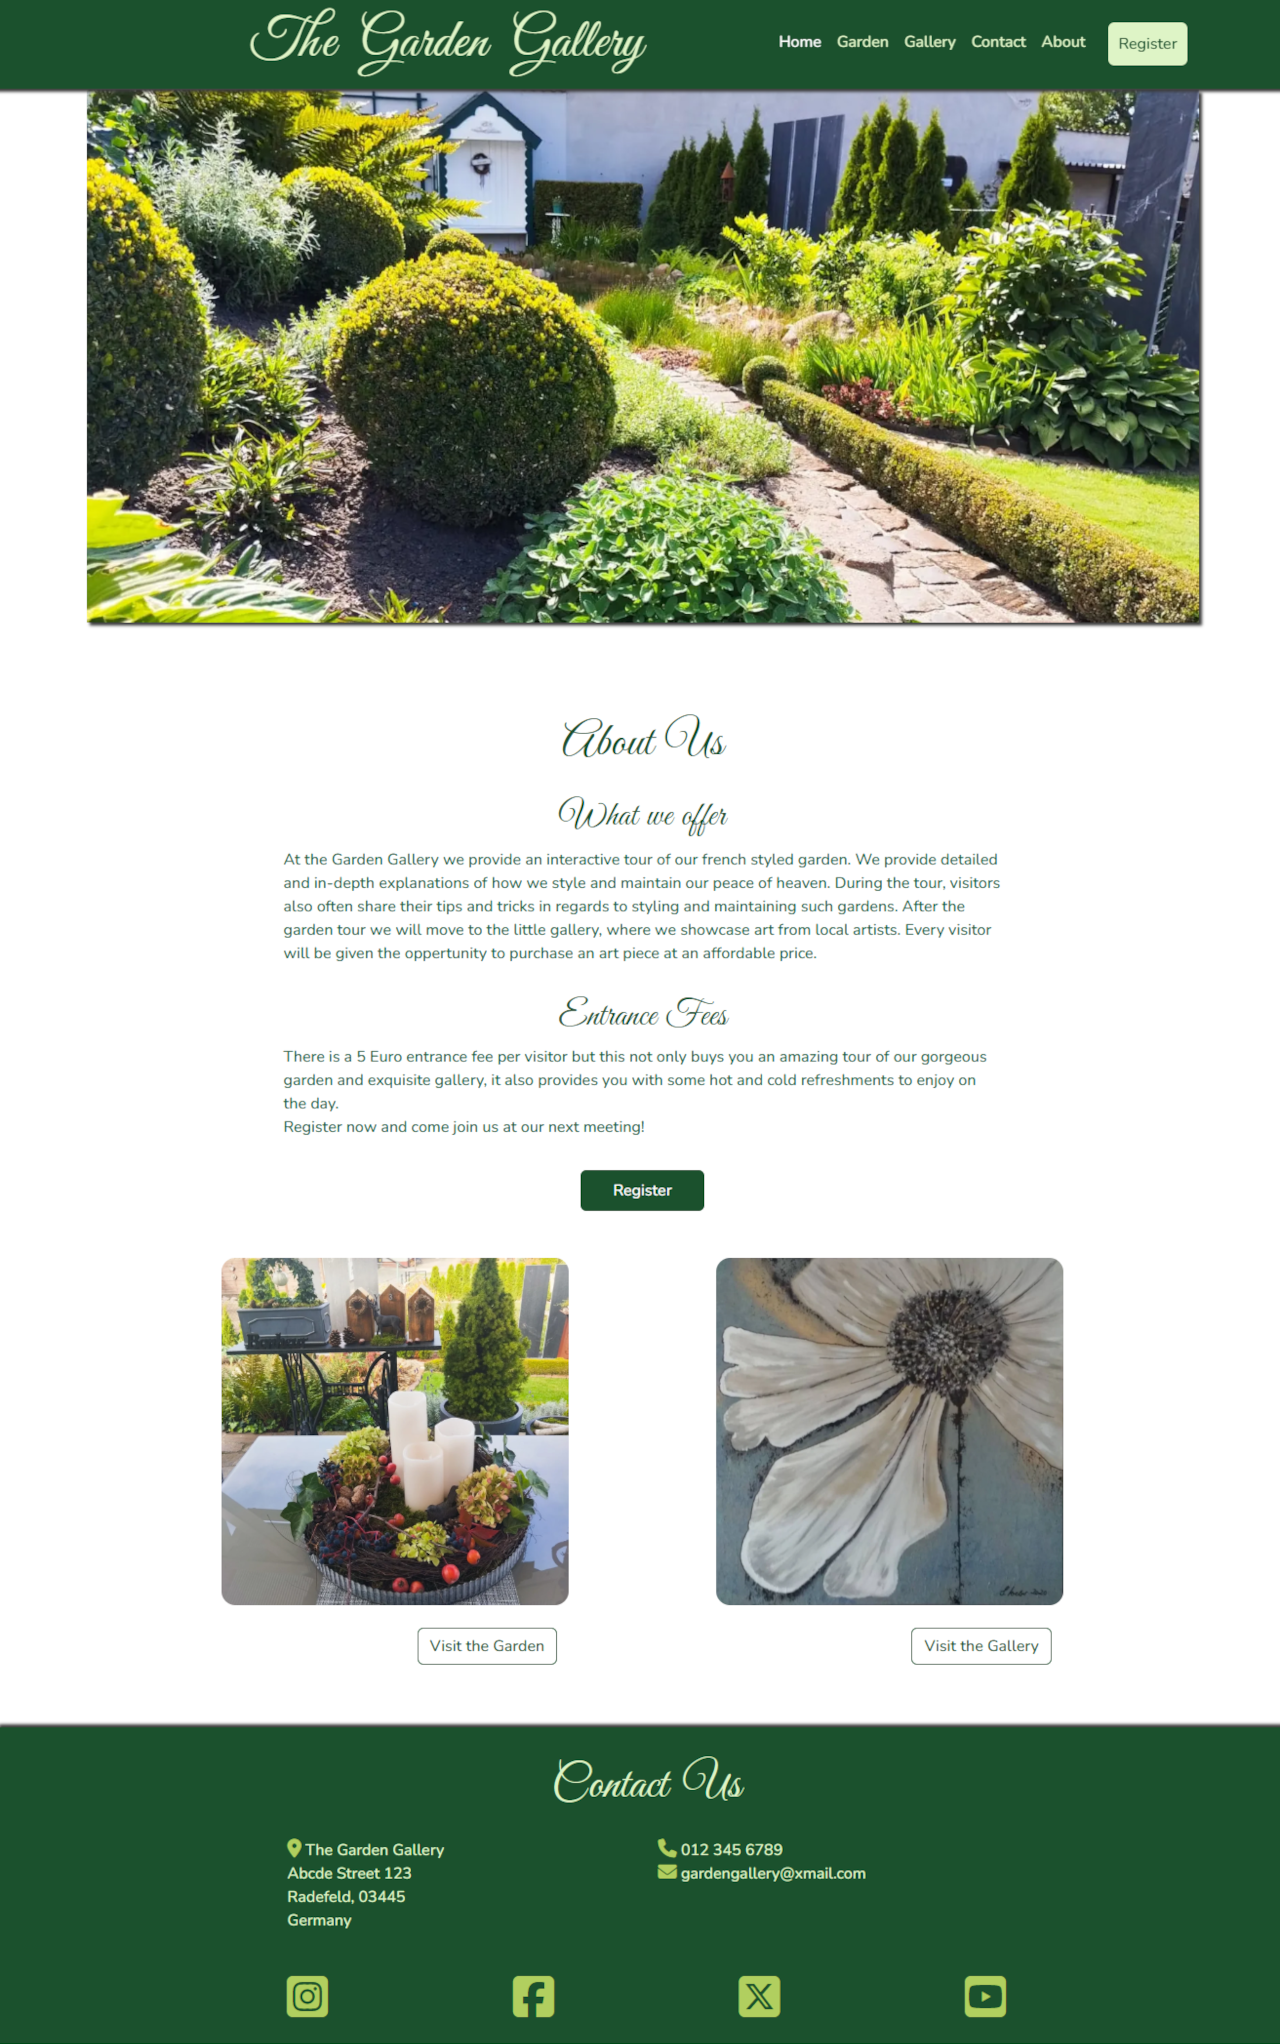 The Garden Gallery
Home Garden Gallery Contact About Register
About Us
What we offer
At the Garden Gallery we provide an interactive tour of our french styled garden. We provide detailed
and in-depth explanations of how we style and maintain our peace of heaven. During the tour, visitors
also often share their tips and tricks in regards to styling and maintaining such gardens. After the
garden tour we will move to the little gallery, where we showcase art from local artists. Every visitor
will be given the opportunity to purchase an art piece at an affordable price.
Entrance Fees
There is a 5 Euro entrance fee per visitor but this not only buys you an amazing tour of our gorgeous
garden and exquisite gallery, it also provides you with some hot and cold refreshments to enjoy on
the day.
Register now and come join us at our next meeting!
Register
Visit the Garden
Visit the Gallery
Contact Us
The Garden Gallery
Abcde Street 123
Radefeld, 03445
Germany
012 345 6789
gardengallery@xmail.com